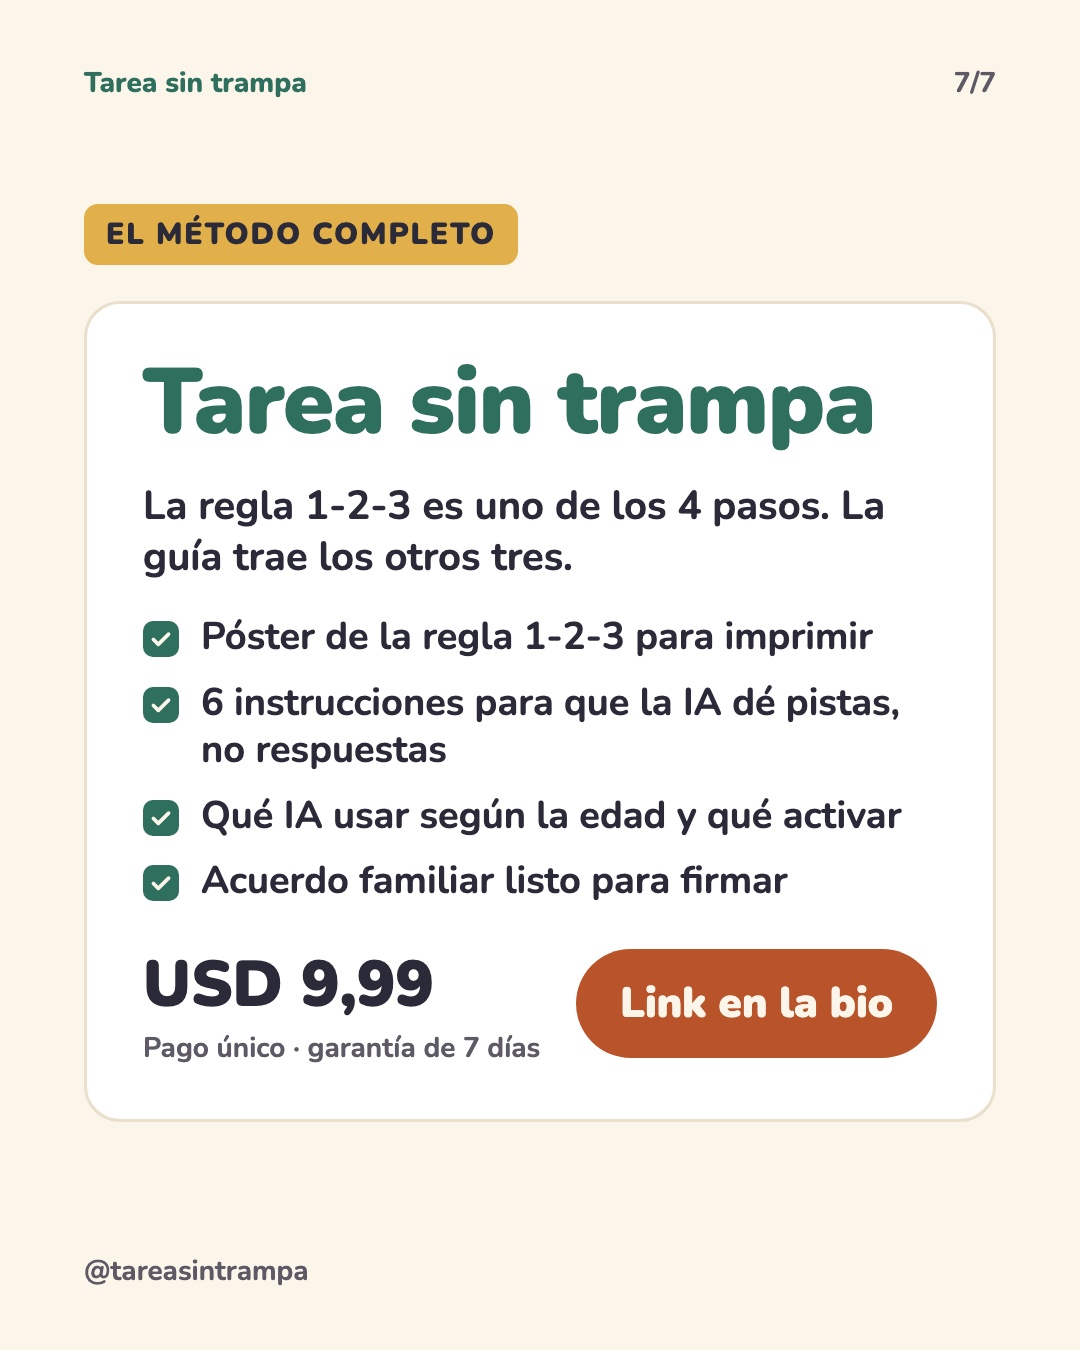 Tarea sin trampa
7/7
EL MÉTODO COMPLETO
Tarea sin trampa
La regla 1-2-3 es uno de los 4 pasos. La
guía trae los otros tres.
Póster de la regla 1-2-3 para imprimir
6 instrucciones para que la IA dé pistas,
no respuestas
Qué IA usar según la edad y qué activar
Acuerdo familiar listo para firmar
USD 9,99
Pago único · garantía de 7 días
Link en la bio
@tareasintrampa